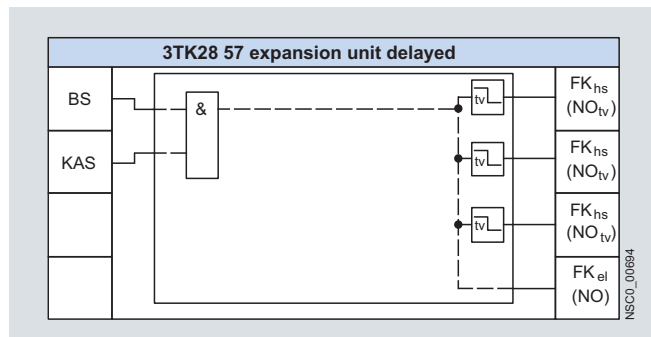 3TK28 57 expansion unit delayed
BS
&
tv
FKhs
(NOtv)
KAS
tv
FKhs
(NOtv)
tv
FKhs
(NOtv)
FKel
(NO)
NSC0_00694